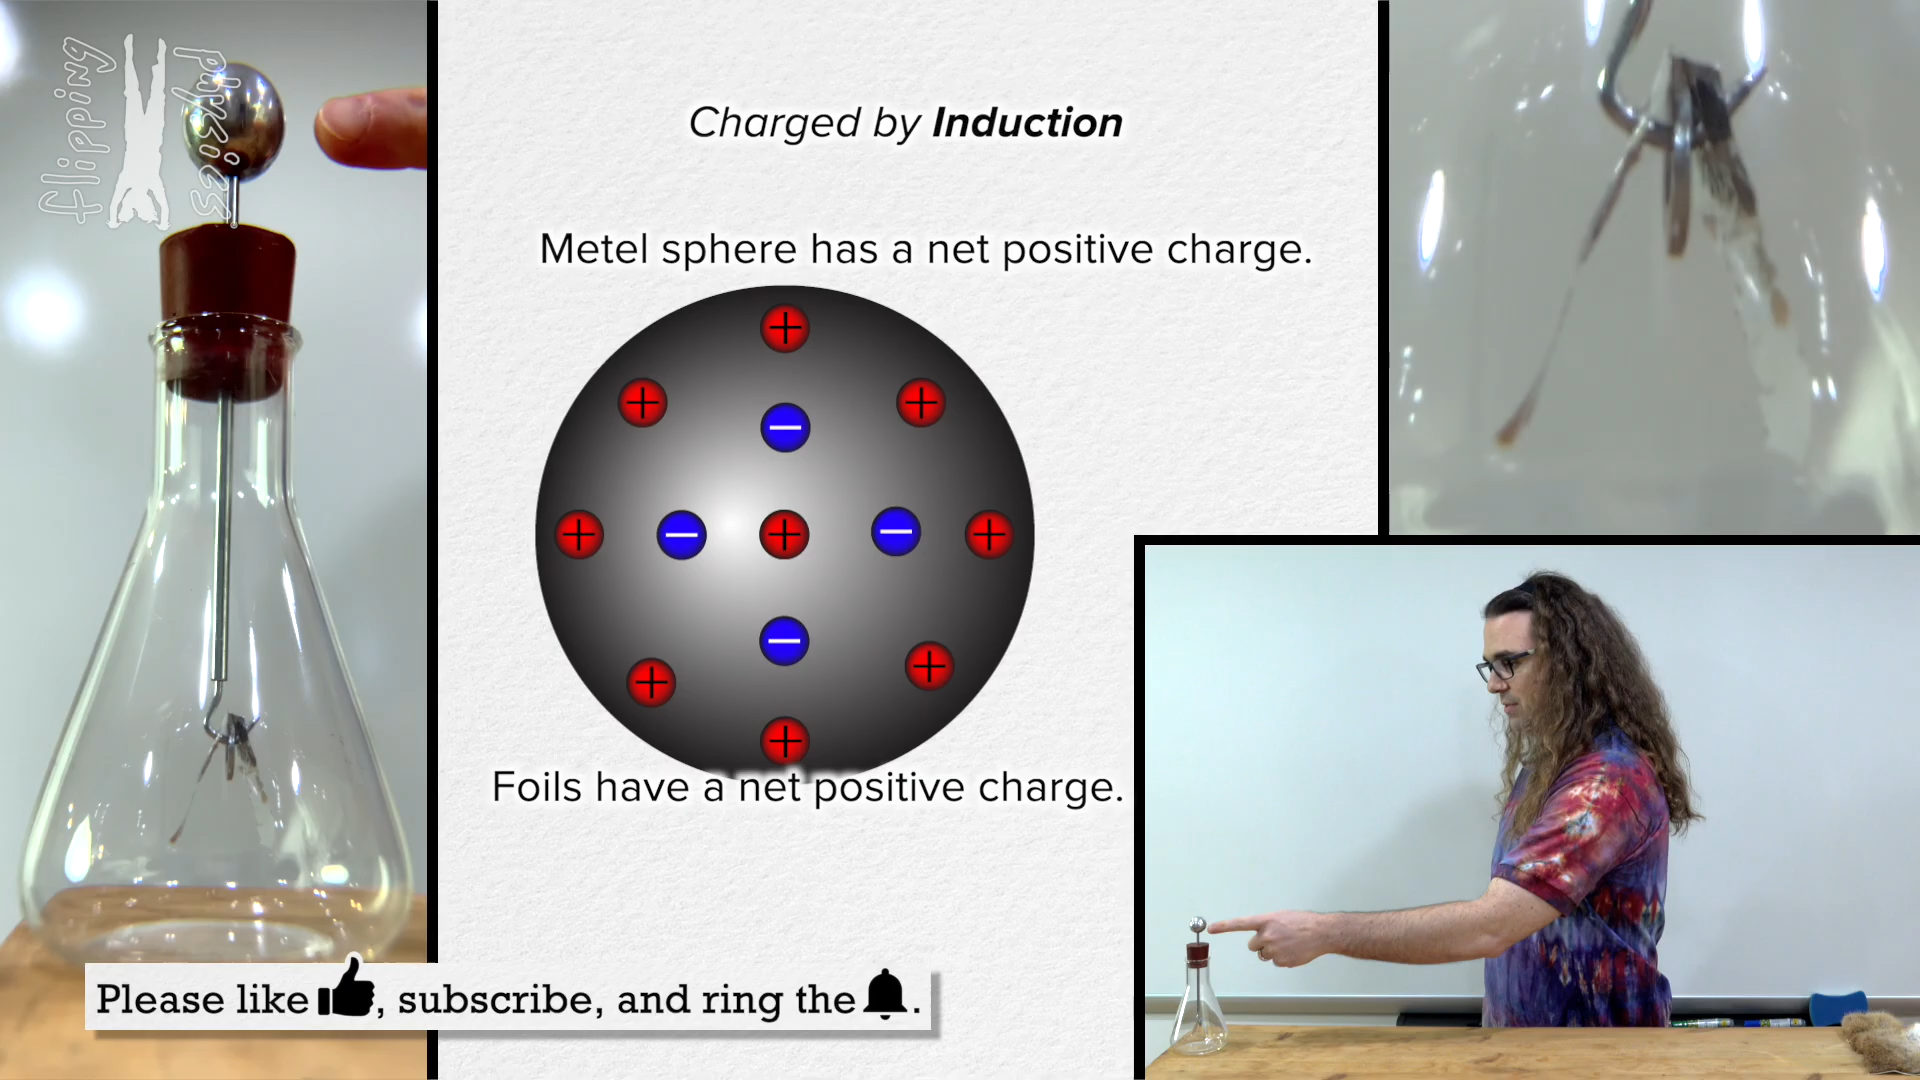 flipping
physics
Charged by Induction
Metel sphere has a net positive charge.
Foils have a net positive charge.
Please like , subscribe, and ring the .